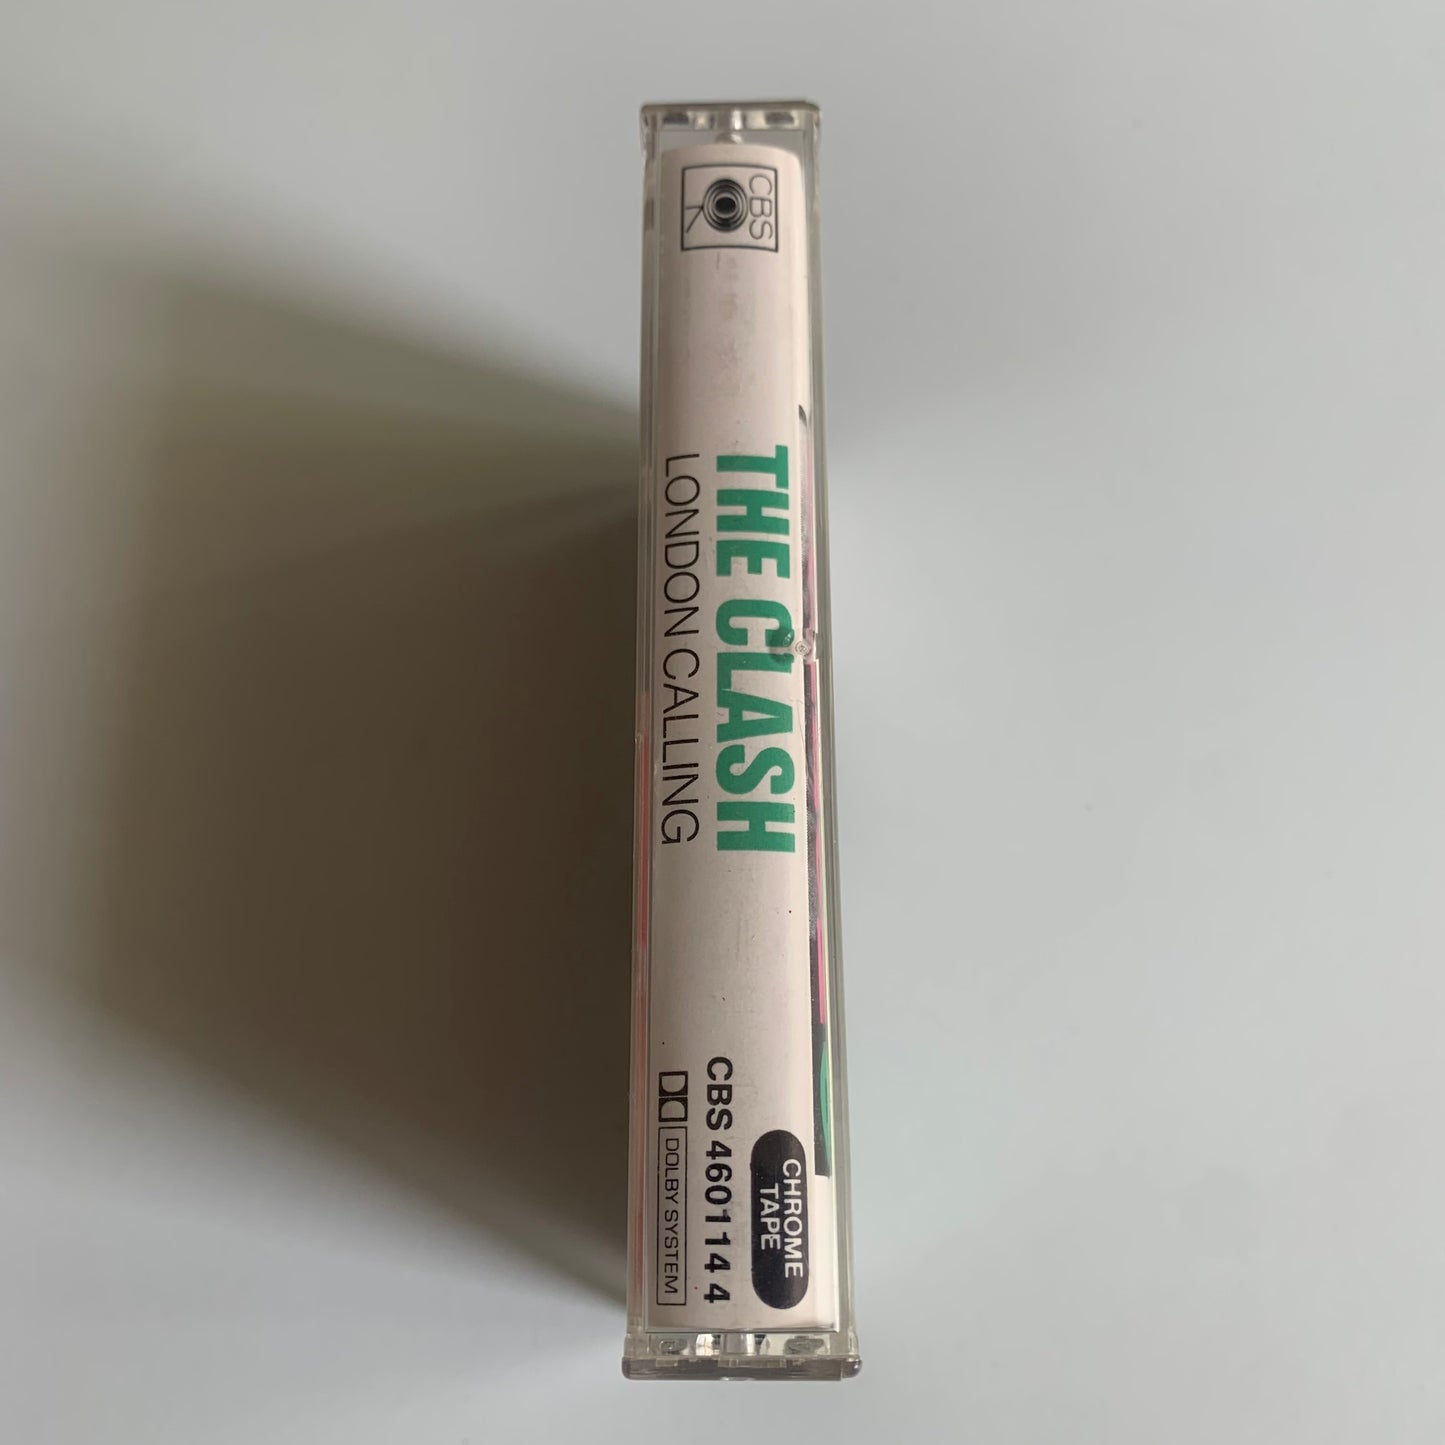 CBS
THE CLASH
LONDON CALLING
CHROME
TAPE
CBS 460114 4
DOLBY SYSTEM